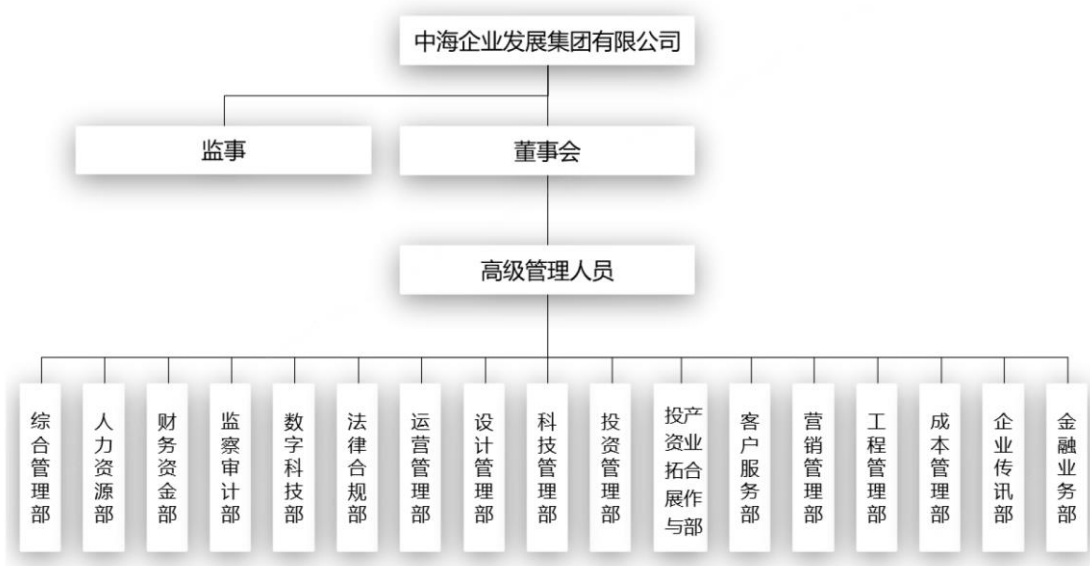 中海企业发展集团有限公司
监事
董事会
高级管理人员
综合管理部
人力资源部
财务资金部
监察审计部
数字科技部
法律合规部
运营管理部
设计管理部
科技管理部
投资管理部
投资拓展与
产业合作部
客户服务部
营销管理部
工程管理部
成本管理部
企业传讯部
金融业务部